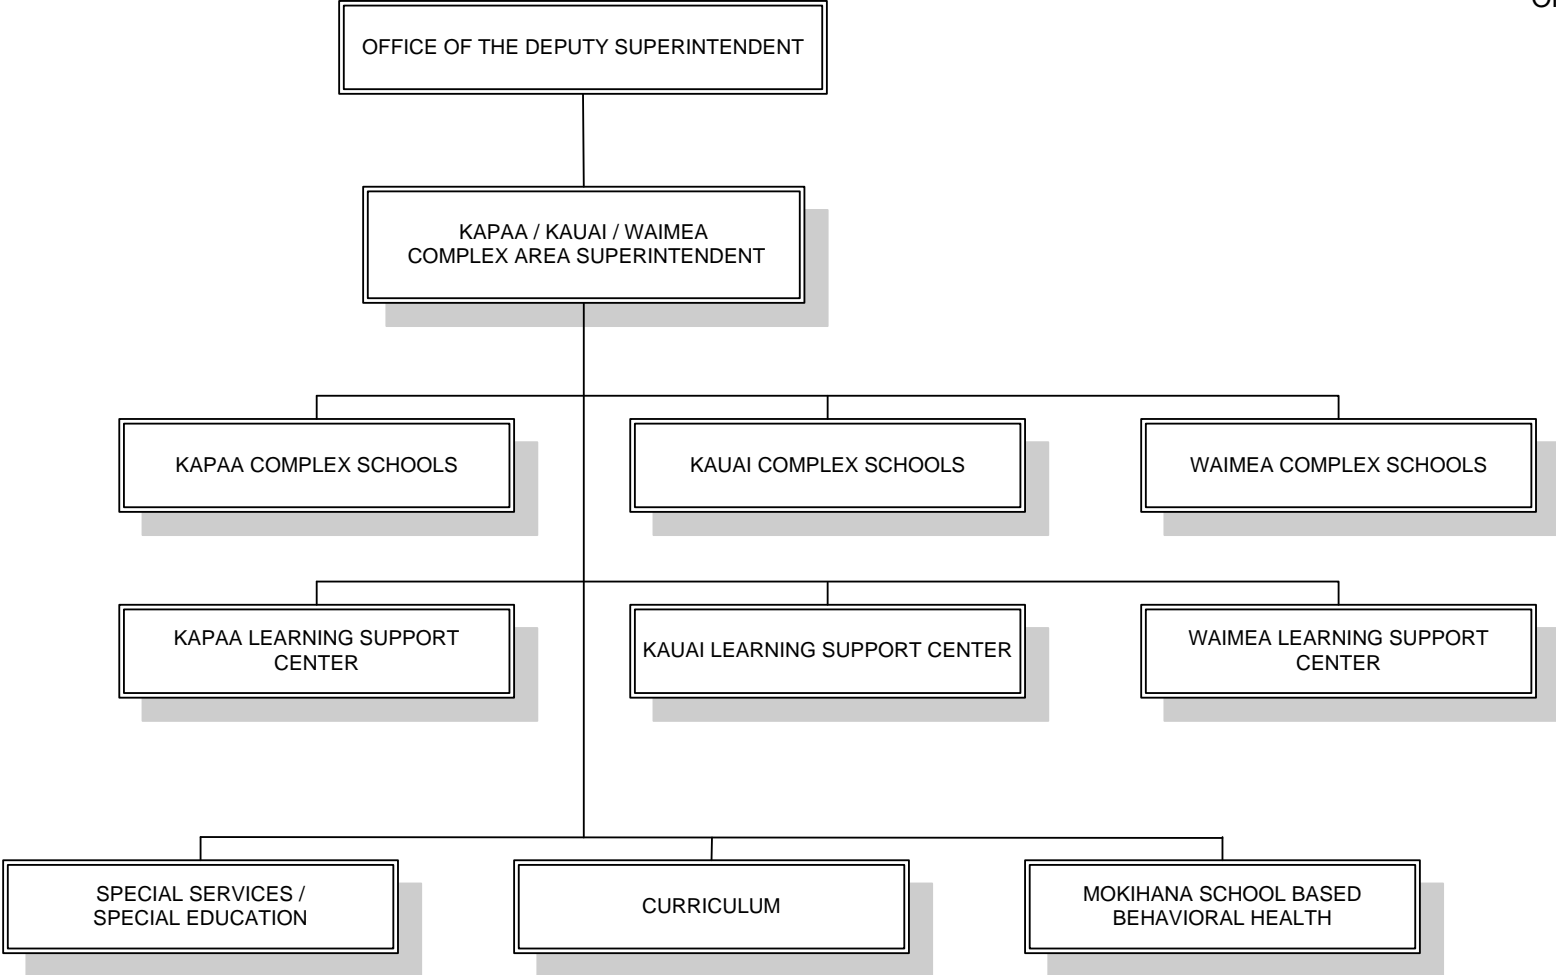 OFFICE OF THE DEPUTY SUPERINTENDENT
KAPAA / KAUAI / WAIMEA
COMPLEX AREA SUPERINTENDENT
KAPAA COMPLEX SCHOOLS
KAUAI COMPLEX SCHOOLS
WAIMEA COMPLEX SCHOOLS
KAPAA LEARNING SUPPORT
CENTER
KAUAI LEARNING SUPPORT CENTER
WAIMEA LEARNING SUPPORT
CENTER
SPECIAL SERVICES /
SPECIAL EDUCATION
CURRICULUM
MOKIHANA SCHOOL BASED
BEHAVIORAL HEALTH